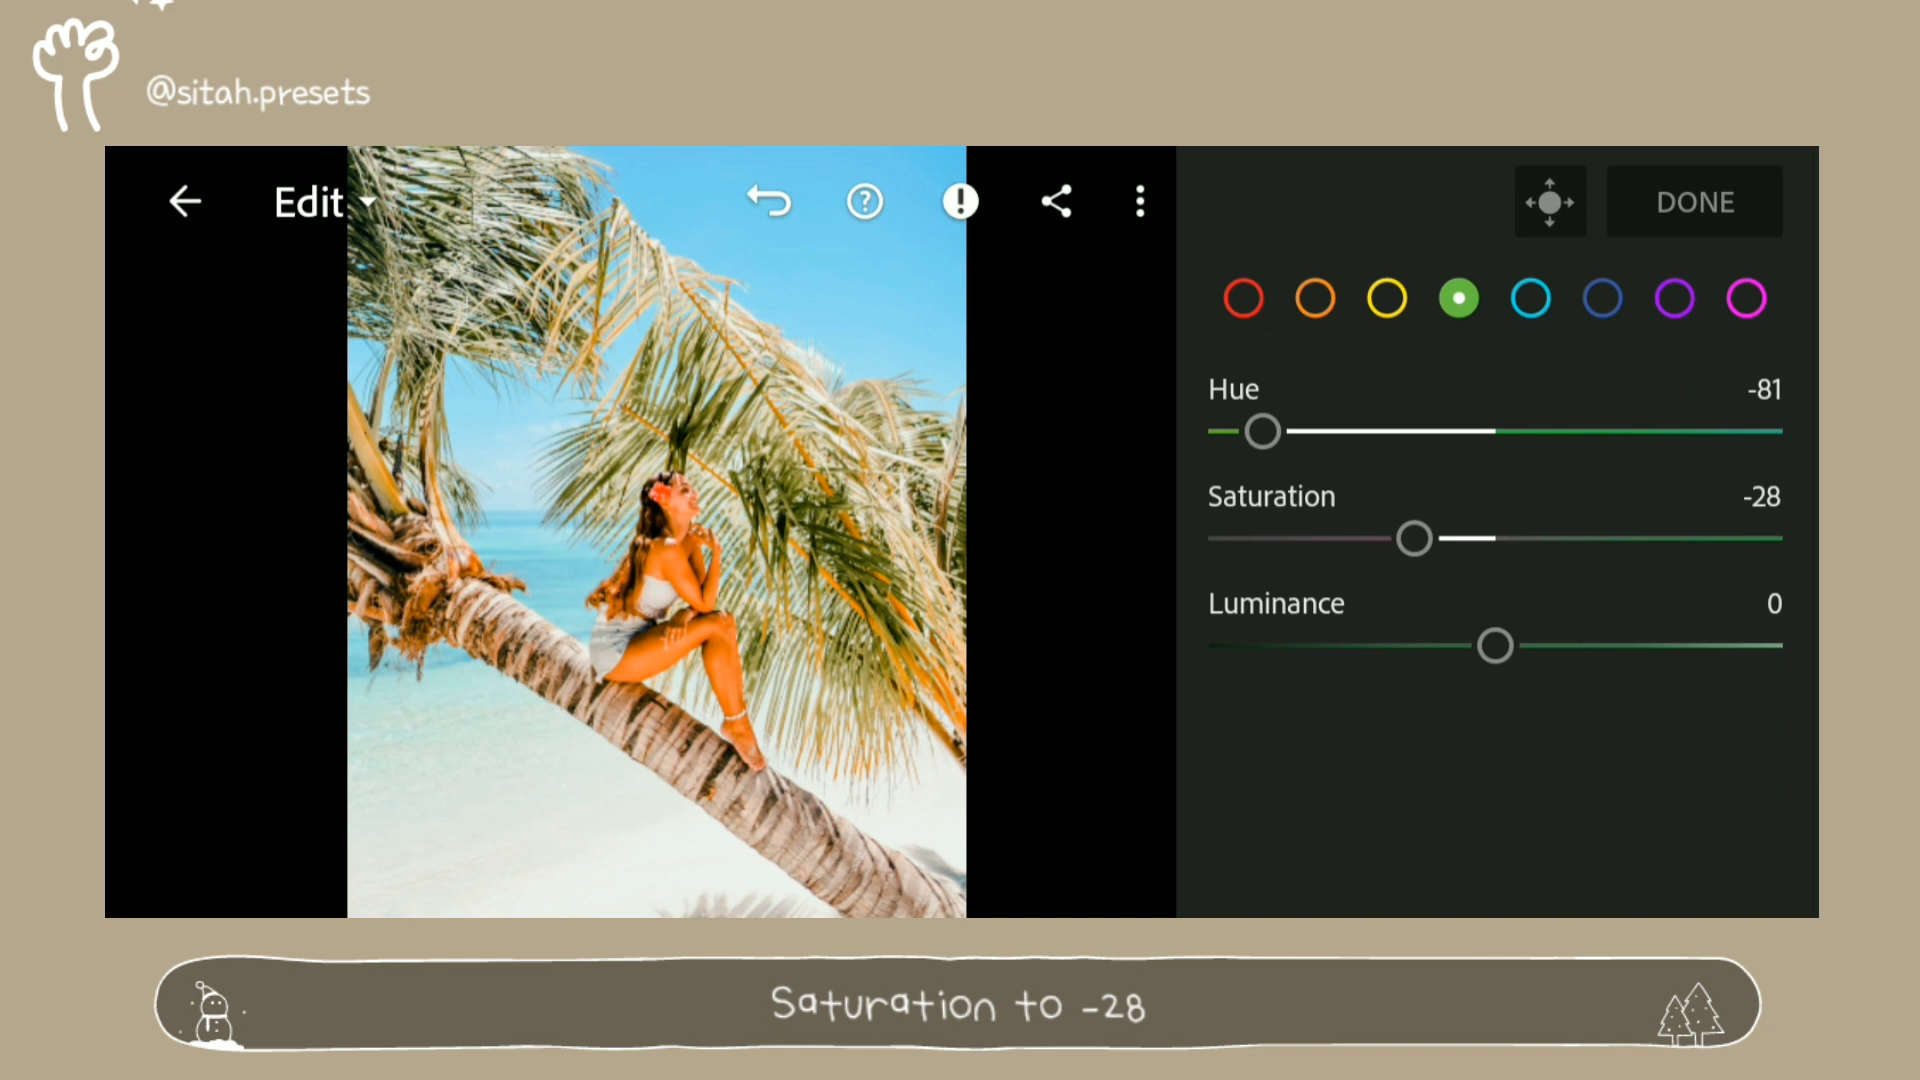 @sitah.presets
Edit
DONE
Hue -81
Saturation -28
Luminance 0
Saturation to -28